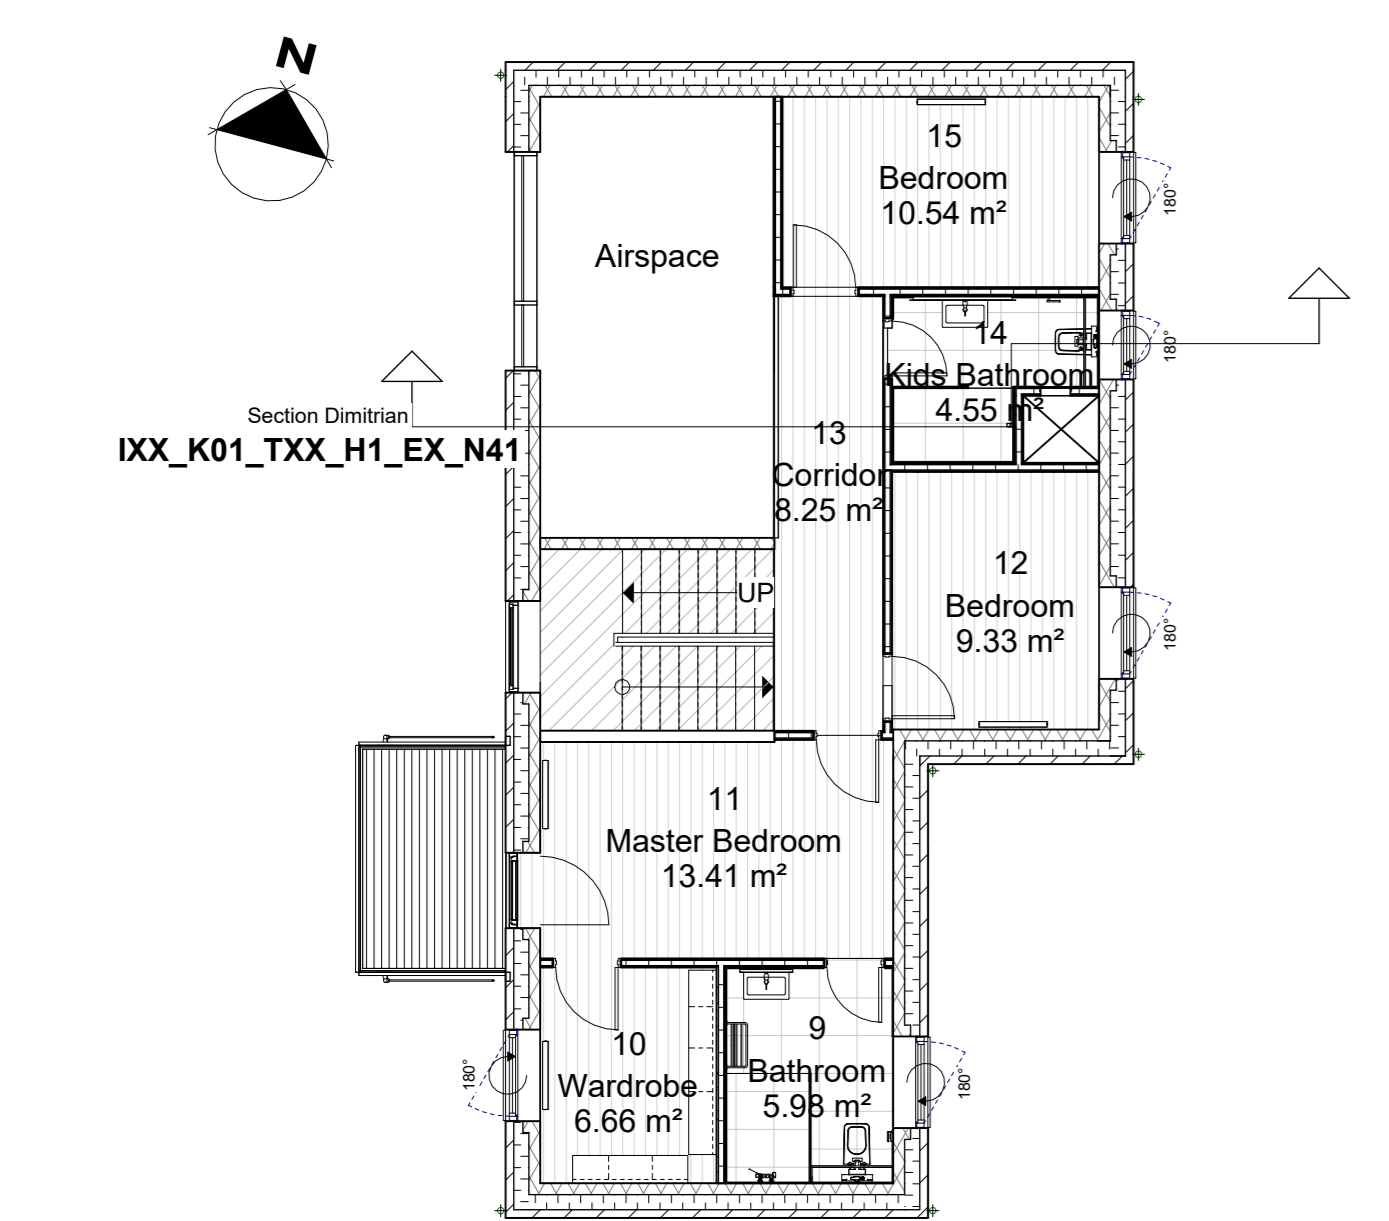 N
15
Bedroom
10.54 m²
180°
Airspace
14
Kids Bathroom
4.55 m²
180°
Section Dimitrian
IXX_K01_TXX_H1_EX_N41
13
Corridor
8.25 m²
12
Bedroom
9.33 m²
180°
UP
11
Master Bedroom
13.41 m²
10
Wardrobe
6.66 m²
180°
9
Bathroom
5.98 m²
180°